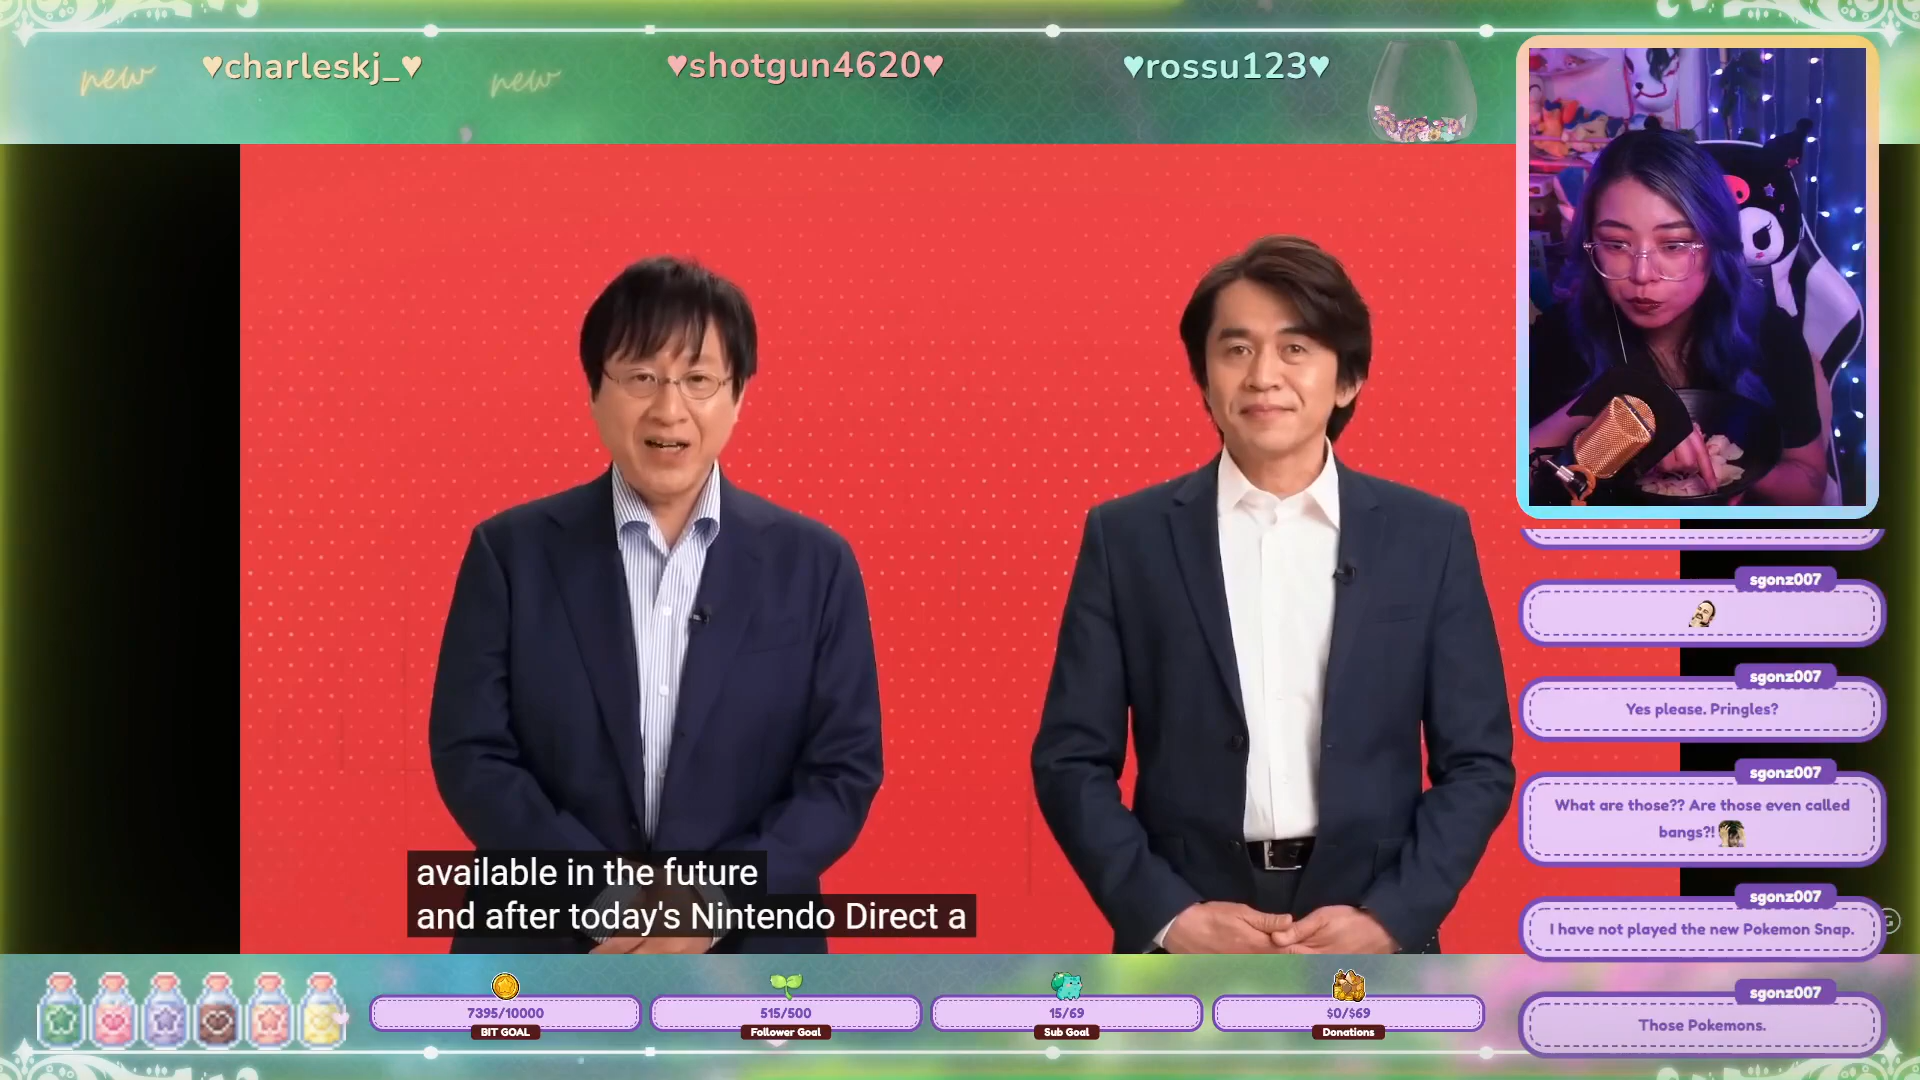 new
♥charleskj_♥
new
♥shotgun4620♥
♥rossu123♥
available in the future
and after today's Nintendo Direct a
sgonz007
sgonz007
Yes please. Pringles?
sgonz007
What are those?? Are those even called
bangs?!
sgonz007
I have not played the new Pokemon Snap.
sgonz007
Those Pokemons.
7395/10000
BIT GOAL
515/500
Follower Goal
15/69
Sub Goal
$0/$69
Donations